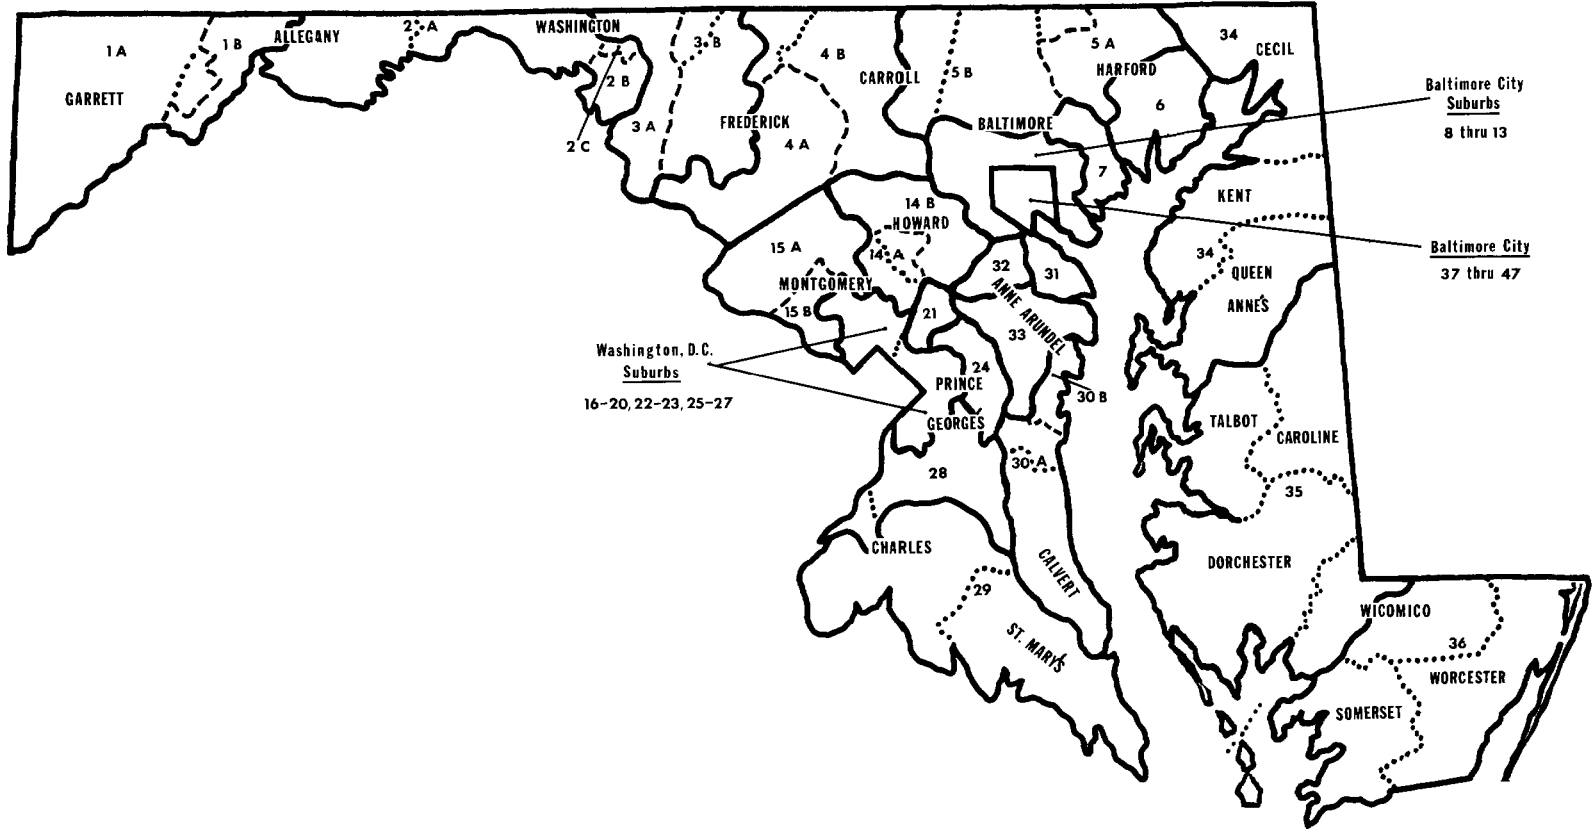 1 A
GARRETT
1 B
ALLEGANY
2 A
WASHINGTON
2 B
2 C
3 A
3 B
FREDERICK
4 B
4 A
CARROLL
5 B
5 A
HARFORD
6
34
CECIL
BALTIMORE
7
Baltimore City
Suburbs
8 thru 13
KENT
Baltimore City
37 thru 47
14 B
HOWARD
14 A
15 A
MONTGOMERY
15 B
32
31
ANNE ARUNDEL
33
21
34
QUEEN
ANNE'S
Washington, D.C.
Suburbs
16-20, 22-23, 25-27
24
PRINCE
GEORGES
30 B
30 A
28
TALBOT
CAROLINE
35
CHARLES
CALVERT
29
ST. MARY'S
DORCHESTER
WICOMICO
36
WORCESTER
SOMERSET